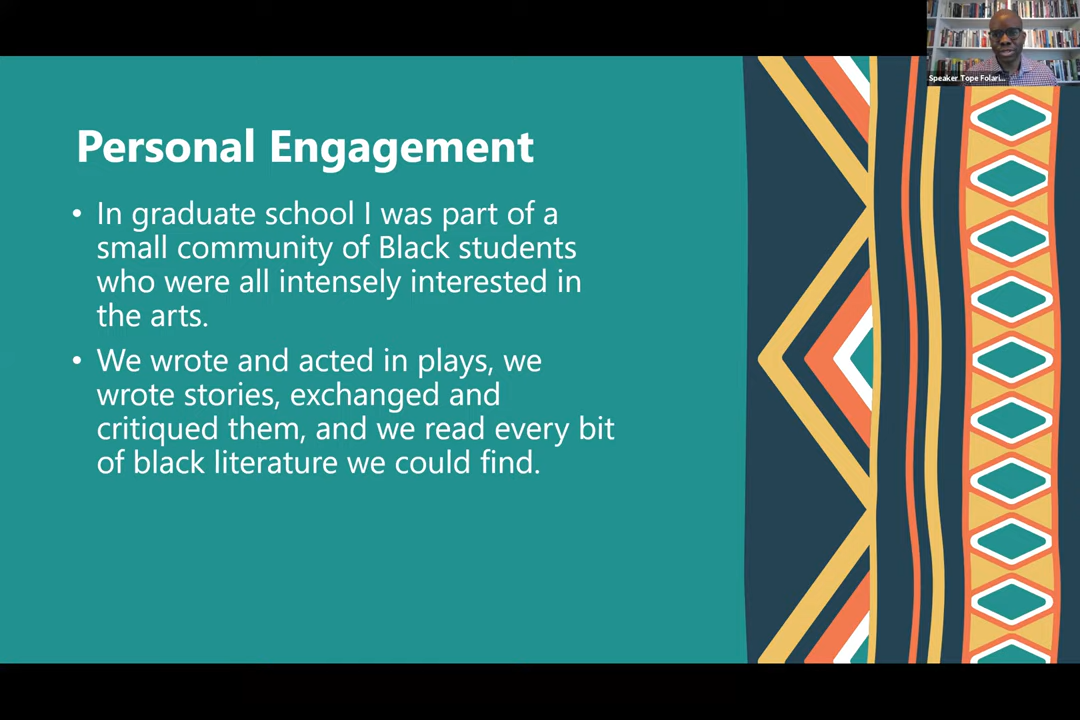 Speaker Tope Folari...
Personal Engagement
• In graduate school I was part of a
small community of Black students
who were all intensely interested in
the arts.
• We wrote and acted in plays, we
wrote stories, exchanged and
critiqued them, and we read every bit
of black literature we could find.